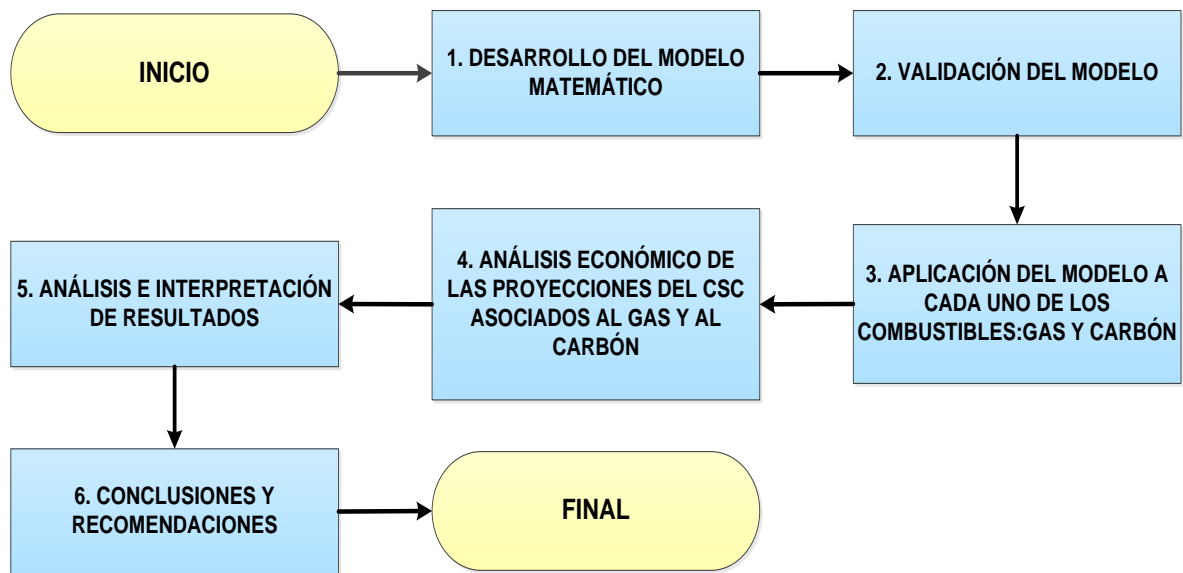 INICIO
1. DESARROLLO DEL MODELO
MATEMÁTICO
2. VALIDACIÓN DEL MODELO
3. APLICACIÓN DEL MODELO A
CADA UNO DE LOS
COMBUSTIBLES:GAS Y CARBÓN
4. ANÁLISIS ECONÓMICO DE
LAS PROYECCIONES DEL CSC
ASOCIADOS AL GAS Y AL
CARBÓN
5. ANÁLISIS E INTERPRETACIÓN
DE RESULTADOS
6. CONCLUSIONES Y
RECOMENDACIONES
FINAL